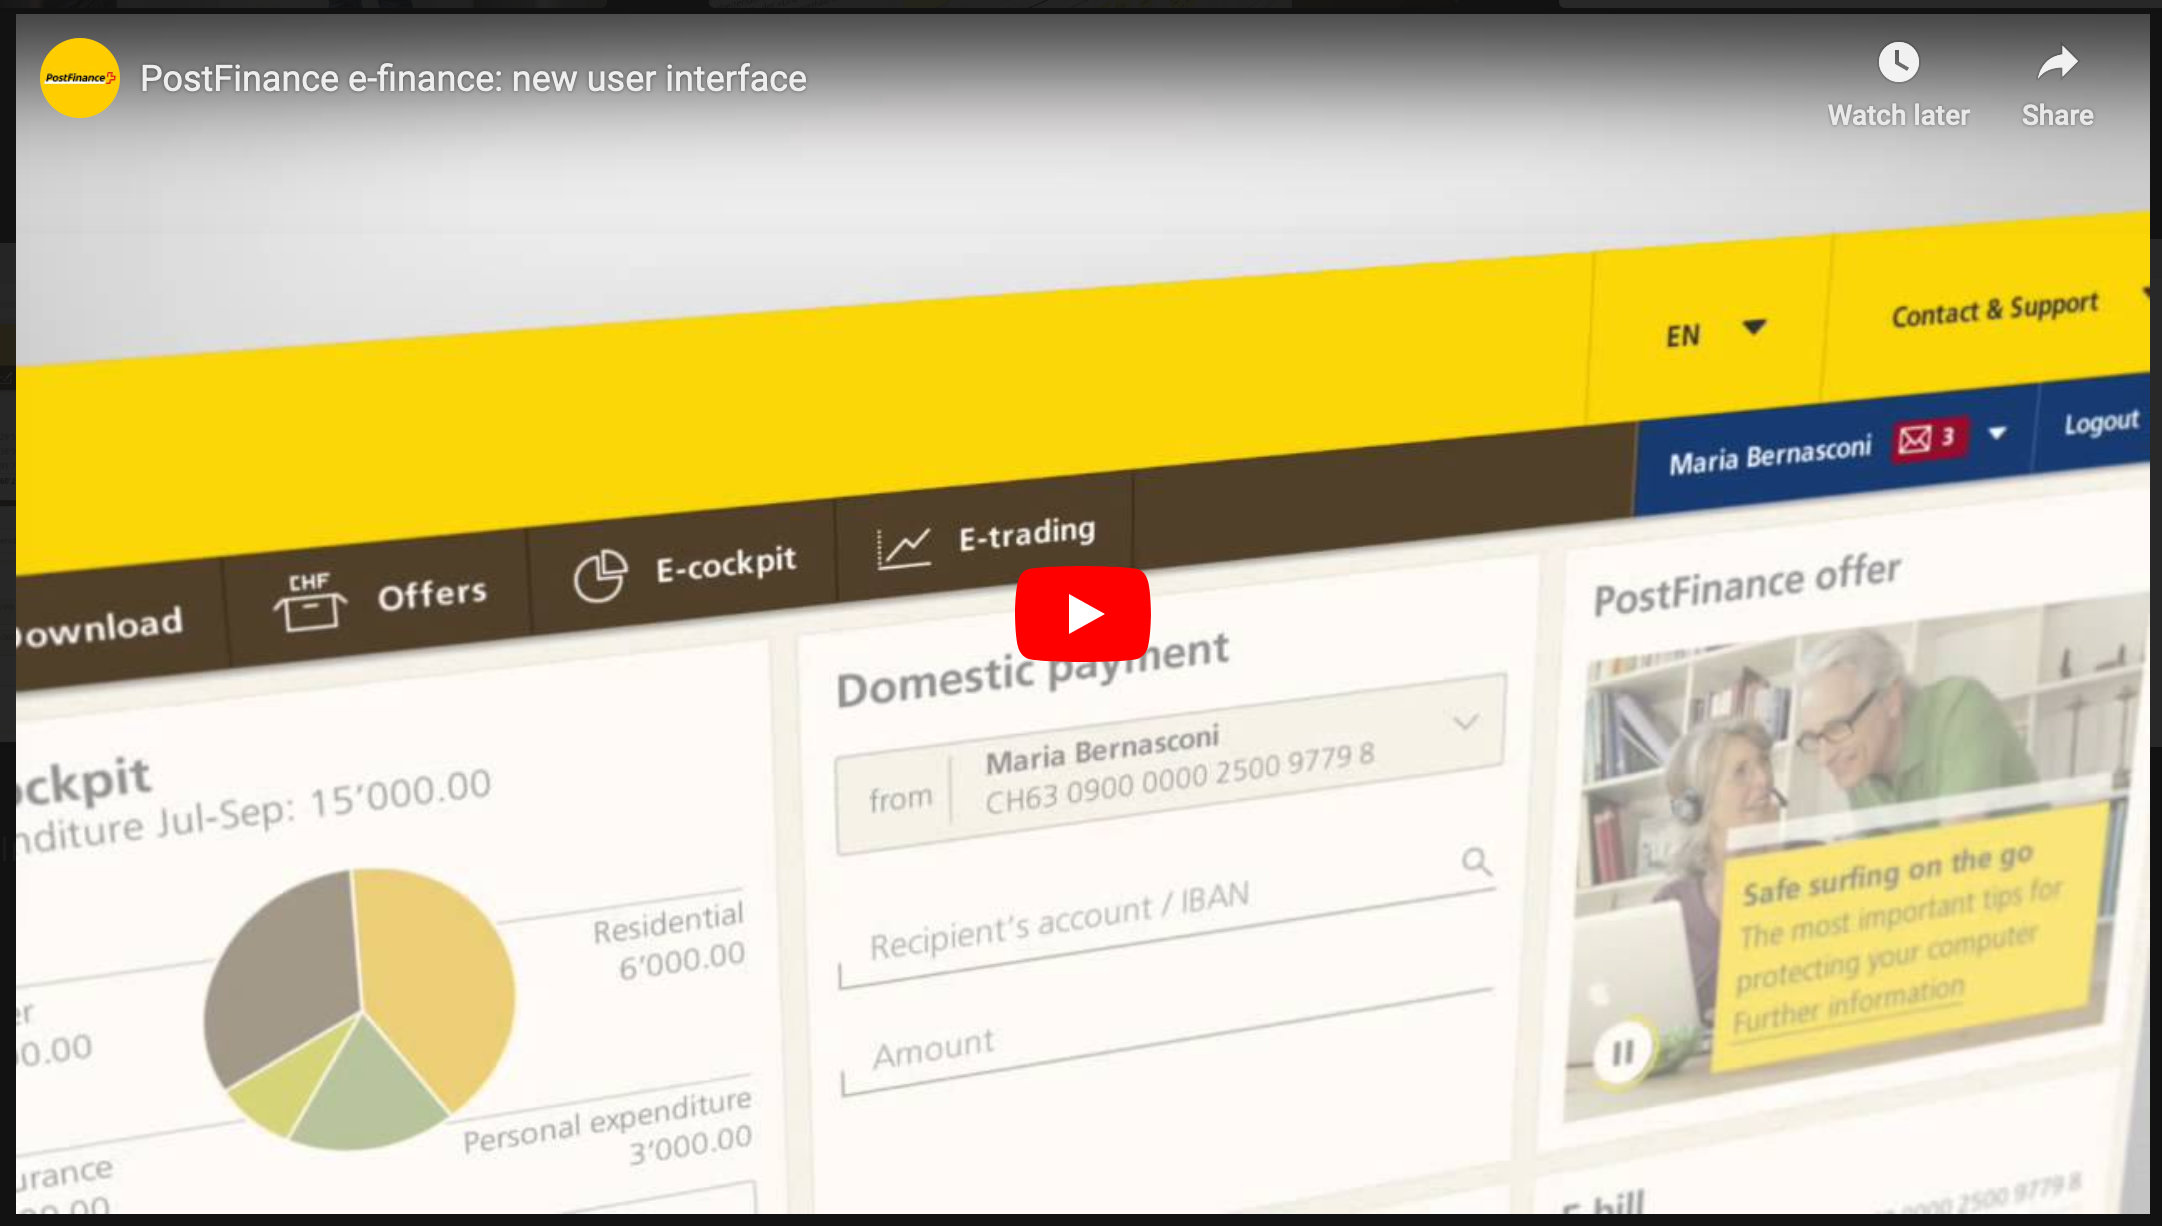 PostFinance
PostFinance e-finance: new user interface
Watch later
Share
EN
Contact & Support
Maria Bernasconi
3
Logout
ownload
CHF
Offers
E-cockpit
E-trading
ckpit
nditure Jul-Sep: 15’000.00
Residential
6’000.00
er
0.00
Personal expenditure
3’000.00
urance
00.00
Domestic payment
from
Maria Bernasconi
CH63 0900 0000 2500 9779 8
Recipient’s account / IBAN
Amount
PostFinance offer
Safe surfing on the go
The most important tips for
protecting your computer
Further information
E-bill
0000 2500 9779 8